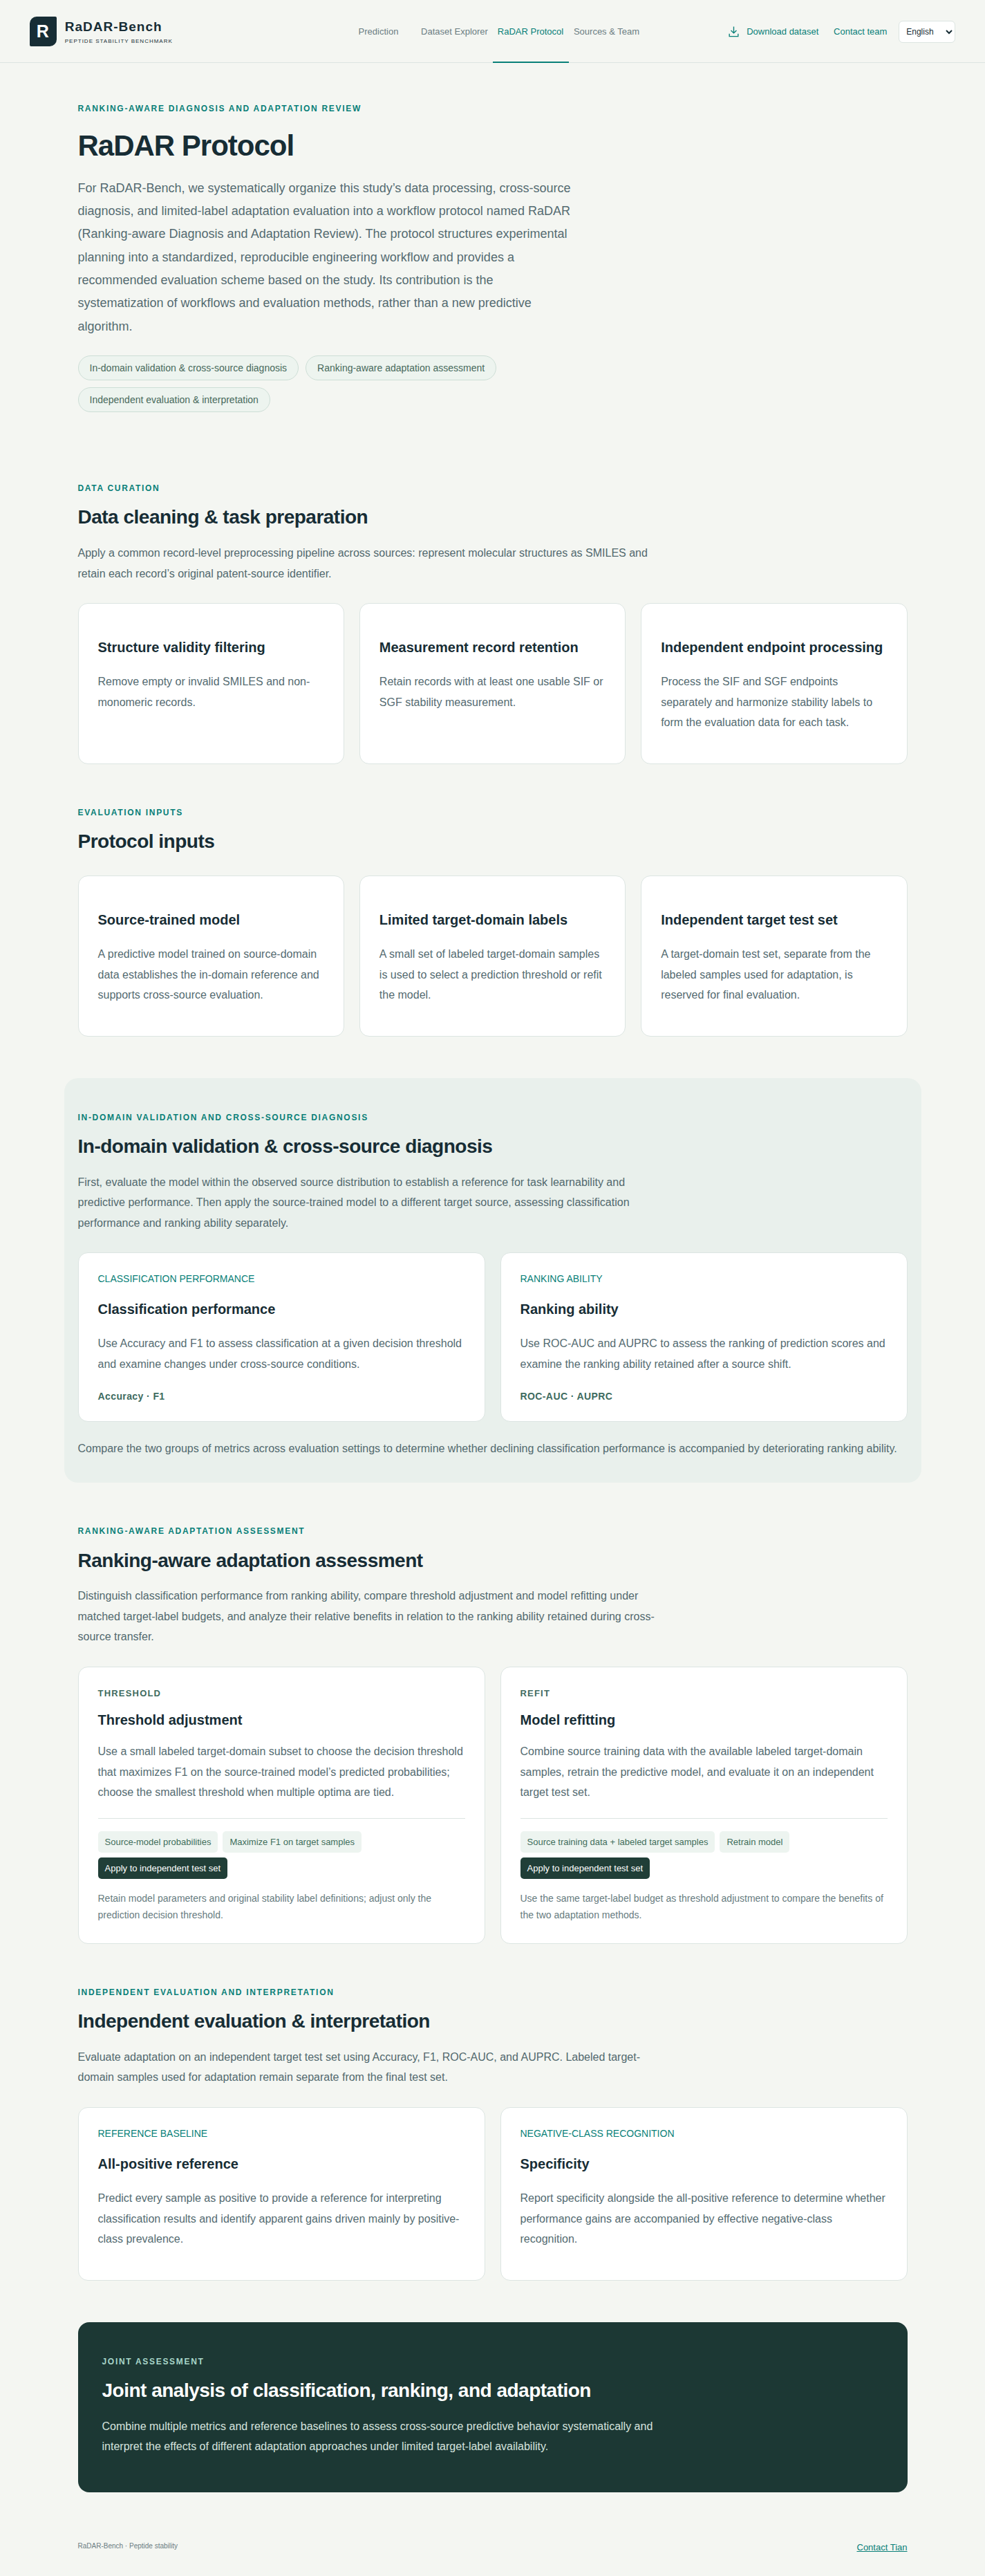 R
RaDAR-Bench
PEPTIDE STABILITY BENCHMARK
Prediction
Dataset Explorer
RaDAR Protocol
Sources & Team
Download dataset
Contact team
English
RANKING-AWARE DIAGNOSIS AND ADAPTATION REVIEW
RaDAR Protocol
For RaDAR-Bench, we systematically organize this study’s data processing, cross-source
diagnosis, and limited-label adaptation evaluation into a workflow protocol named RaDAR
(Ranking-aware Diagnosis and Adaptation Review). The protocol structures experimental
planning into a standardized, reproducible engineering workflow and provides a
recommended evaluation scheme based on the study. Its contribution is the
systematization of workflows and evaluation methods, rather than a new predictive
algorithm.
In-domain validation & cross-source diagnosis
Ranking-aware adaptation assessment
Independent evaluation & interpretation
DATA CURATION
Data cleaning & task preparation
Apply a common record-level preprocessing pipeline across sources: represent molecular structures as SMILES and
retain each record’s original patent-source identifier.
Structure validity filtering
Remove empty or invalid SMILES and non-
monomeric records.
Measurement record retention
Retain records with at least one usable SIF or
SGF stability measurement.
Independent endpoint processing
Process the SIF and SGF endpoints
separately and harmonize stability labels to
form the evaluation data for each task.
EVALUATION INPUTS
Protocol inputs
Source-trained model
A predictive model trained on source-domain
data establishes the in-domain reference and
supports cross-source evaluation.
Limited target-domain labels
A small set of labeled target-domain samples
is used to select a prediction threshold or refit
the model.
Independent target test set
A target-domain test set, separate from the
labeled samples used for adaptation, is
reserved for final evaluation.
IN-DOMAIN VALIDATION AND CROSS-SOURCE DIAGNOSIS
In-domain validation & cross-source diagnosis
First, evaluate the model within the observed source distribution to establish a reference for task learnability and
predictive performance. Then apply the source-trained model to a different target source, assessing classification
performance and ranking ability separately.
CLASSIFICATION PERFORMANCE
Classification performance
Use Accuracy and F1 to assess classification at a given decision threshold
and examine changes under cross-source conditions.
Accuracy · F1
RANKING ABILITY
Ranking ability
Use ROC-AUC and AUPRC to assess the ranking of prediction scores and
examine the ranking ability retained after a source shift.
ROC-AUC · AUPRC
Compare the two groups of metrics across evaluation settings to determine whether declining classification performance is accompanied by deteriorating ranking ability.
RANKING-AWARE ADAPTATION ASSESSMENT
Ranking-aware adaptation assessment
Distinguish classification performance from ranking ability, compare threshold adjustment and model refitting under
matched target-label budgets, and analyze their relative benefits in relation to the ranking ability retained during cross-
source transfer.
THRESHOLD
Threshold adjustment
Use a small labeled target-domain subset to choose the decision threshold
that maximizes F1 on the source-trained model’s predicted probabilities;
choose the smallest threshold when multiple optima are tied.
Source-model probabilities
Maximize F1 on target samples
Apply to independent test set
Retain model parameters and original stability label definitions; adjust only the
prediction decision threshold.
REFIT
Model refitting
Combine source training data with the available labeled target-domain
samples, retrain the predictive model, and evaluate it on an independent
target test set.
Source training data + labeled target samples
Retrain model
Apply to independent test set
Use the same target-label budget as threshold adjustment to compare the benefits of
the two adaptation methods.
INDEPENDENT EVALUATION AND INTERPRETATION
Independent evaluation & interpretation
Evaluate adaptation on an independent target test set using Accuracy, F1, ROC-AUC, and AUPRC. Labeled target-
domain samples used for adaptation remain separate from the final test set.
REFERENCE BASELINE
All-positive reference
Predict every sample as positive to provide a reference for interpreting
classification results and identify apparent gains driven mainly by positive-
class prevalence.
NEGATIVE-CLASS RECOGNITION
Specificity
Report specificity alongside the all-positive reference to determine whether
performance gains are accompanied by effective negative-class
recognition.
JOINT ASSESSMENT
Joint analysis of classification, ranking, and adaptation
Combine multiple metrics and reference baselines to assess cross-source predictive behavior systematically and
interpret the effects of different adaptation approaches under limited target-label availability.
RaDAR-Bench · Peptide stability
Contact Tian